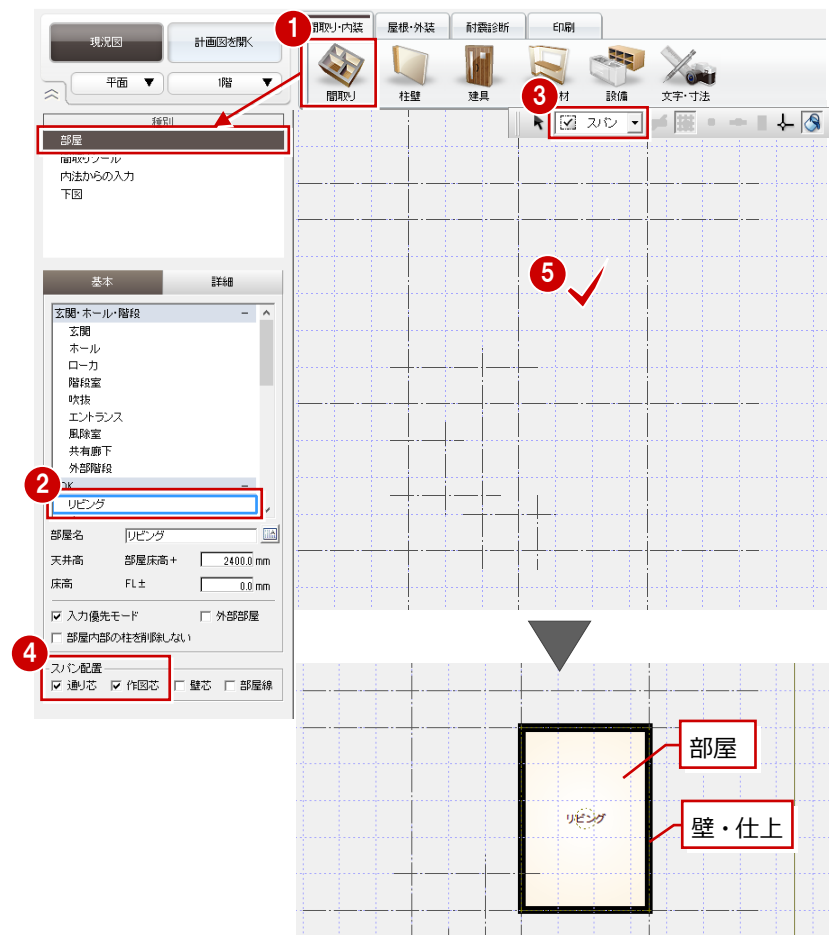 現況図
計画図を開く
平面 ▼
1階 ▼
1
間取り・内装
屋根・外装
耐震診断
印刷
間取り
柱壁
建具
材
設備
文字・寸法
3
スパン
種別
部屋
間取りツール
内法からの入力
下図
基本
詳細
玄関・ホール・階段 −
玄関
ホール
ローカ
階段室
吹抜
エントランス
風除室
共有廊下
外部階段
2
DK −
リビング
部屋名 リビング
天井高 部屋床高+ 2400.0 mm
床高 FL± 0.0 mm
入力優先モード 外部部屋
部屋内部の柱を削除しない
4
スパン配置
通り芯 作図芯 壁芯 部屋線
5
部屋
リビング
壁・仕上